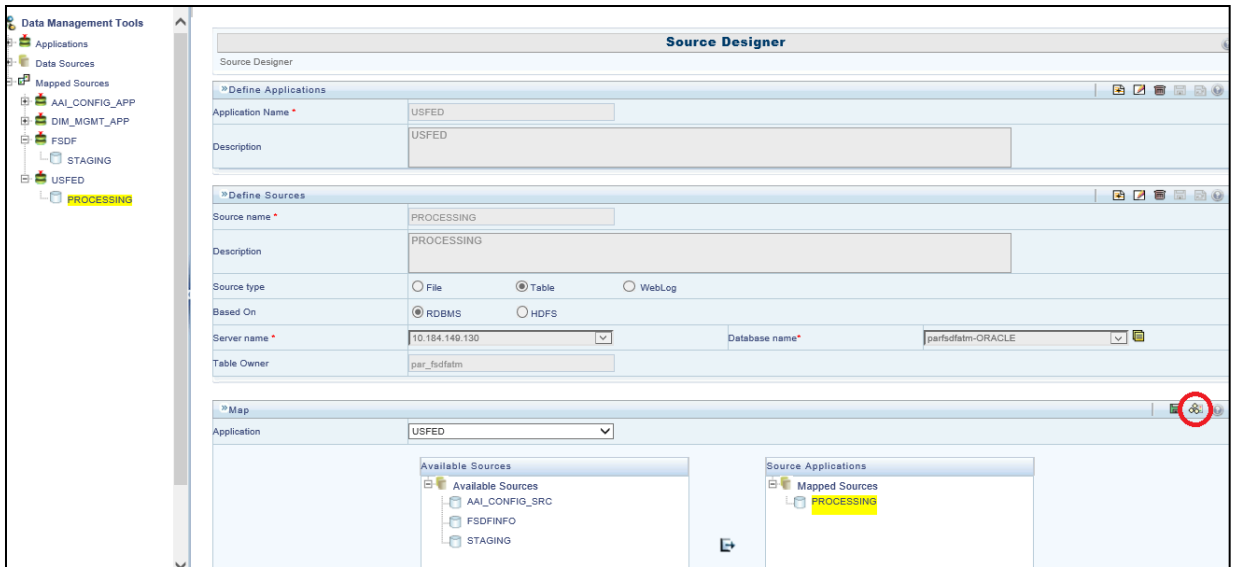 Data Management Tools
Applications
Data Sources
Mapped Sources
AAI_CONFIG_APP
DIM_MGMT_APP
FSDF
STAGING
USFED
PROCESSING
Source Designer
Source Designer
»Define Applications
Application Name * USFED
Description USFED
»Define Sources
Source name * PROCESSING
Description PROCESSING
Source type File Table WebLog
Based On RDBMS HDFS
Server name * 10.184.149.130 Database name* parfsdfatm-ORACLE
Table Owner par_fsdfatm
»Map
Application USFED
Available Sources
Available Sources
AAI_CONFIG_SRC
FSDFINFO
STAGING
Source Applications
Mapped Sources
PROCESSING